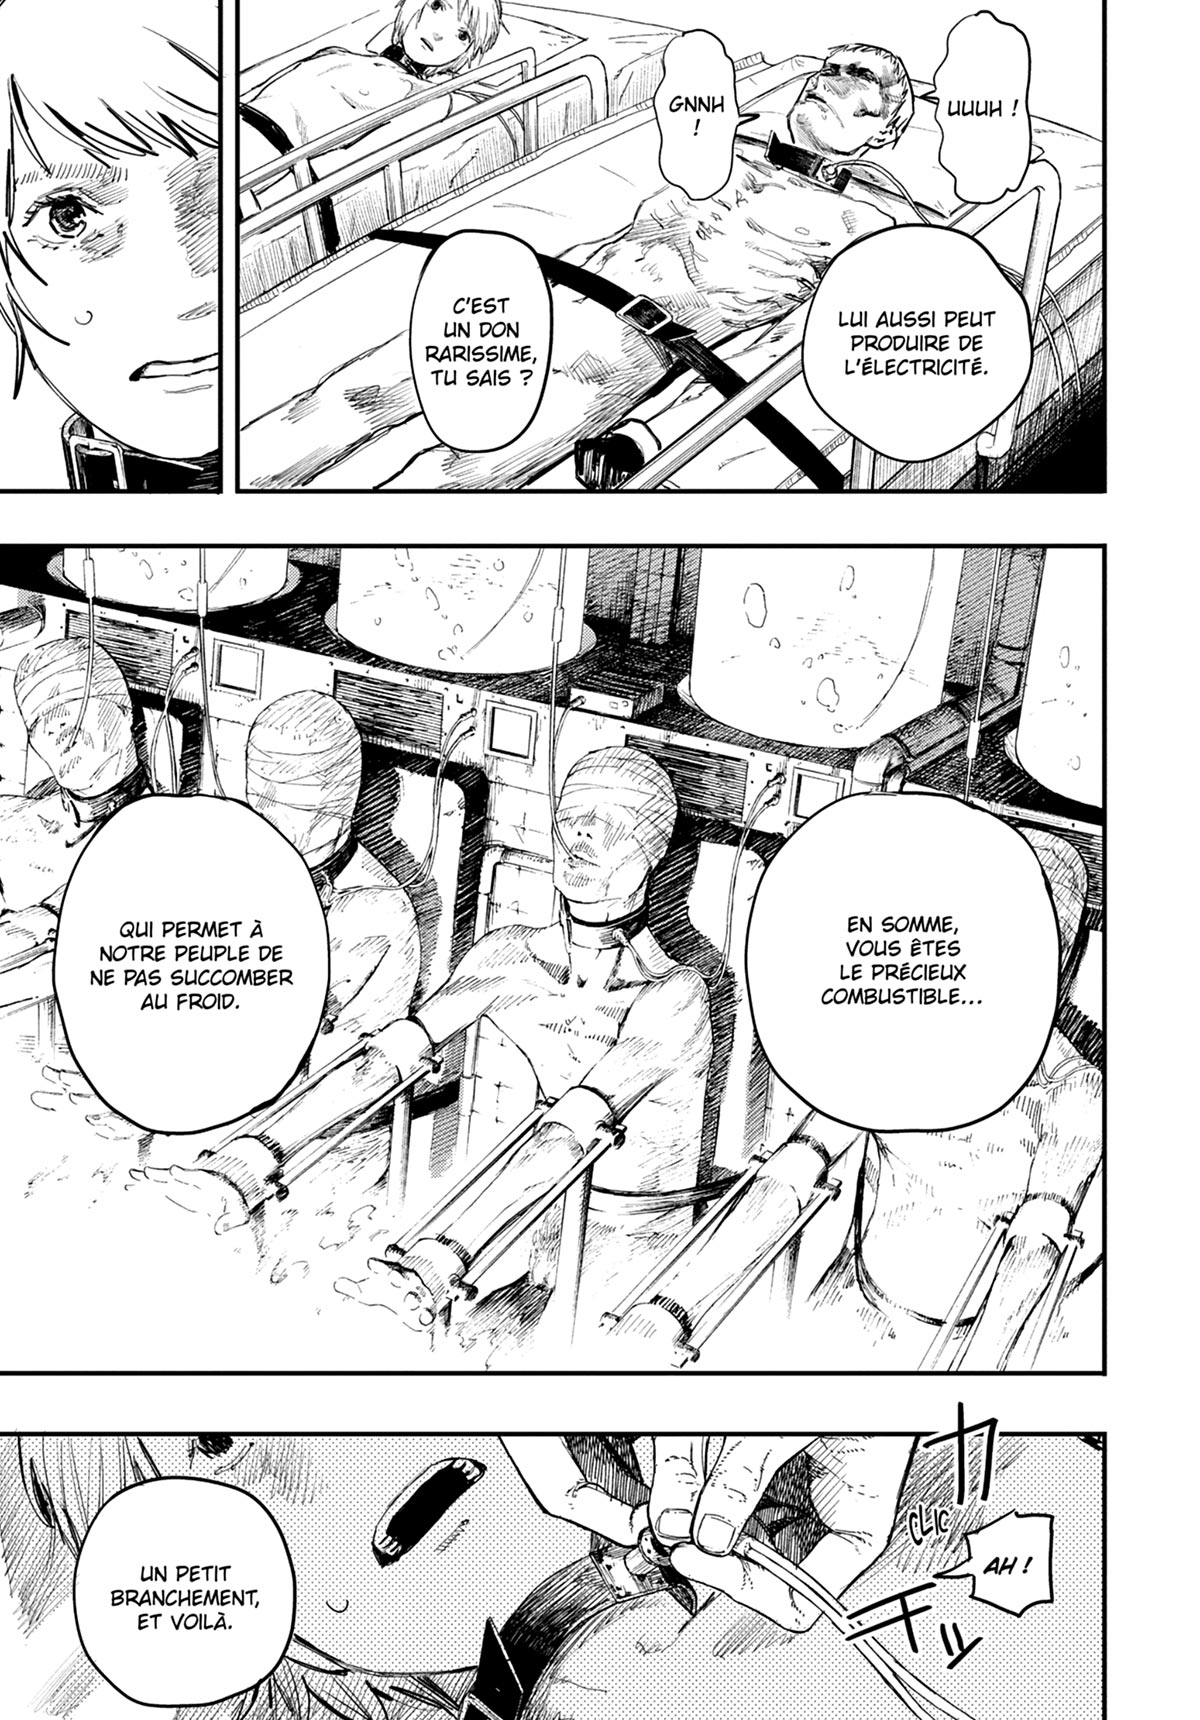 UUUH !
GNNH
!
LUI AUSSI PEUT
PRODUIRE DE
L'ÉLECTRICITÉ.
C'EST
UN DON
RARISSIME,
TU SAIS ?
EN SOMME,
VOUS ÊTES
LE PRÉCIEUX
COMBUSTIBLE...
QUI PERMET À
NOTRE PEUPLE DE
NE PAS SUCCOMBER
AU FROID.
カチッ
CLIC
AH !
UN PETIT
BRANCHEMENT,
ET VOILÀ.